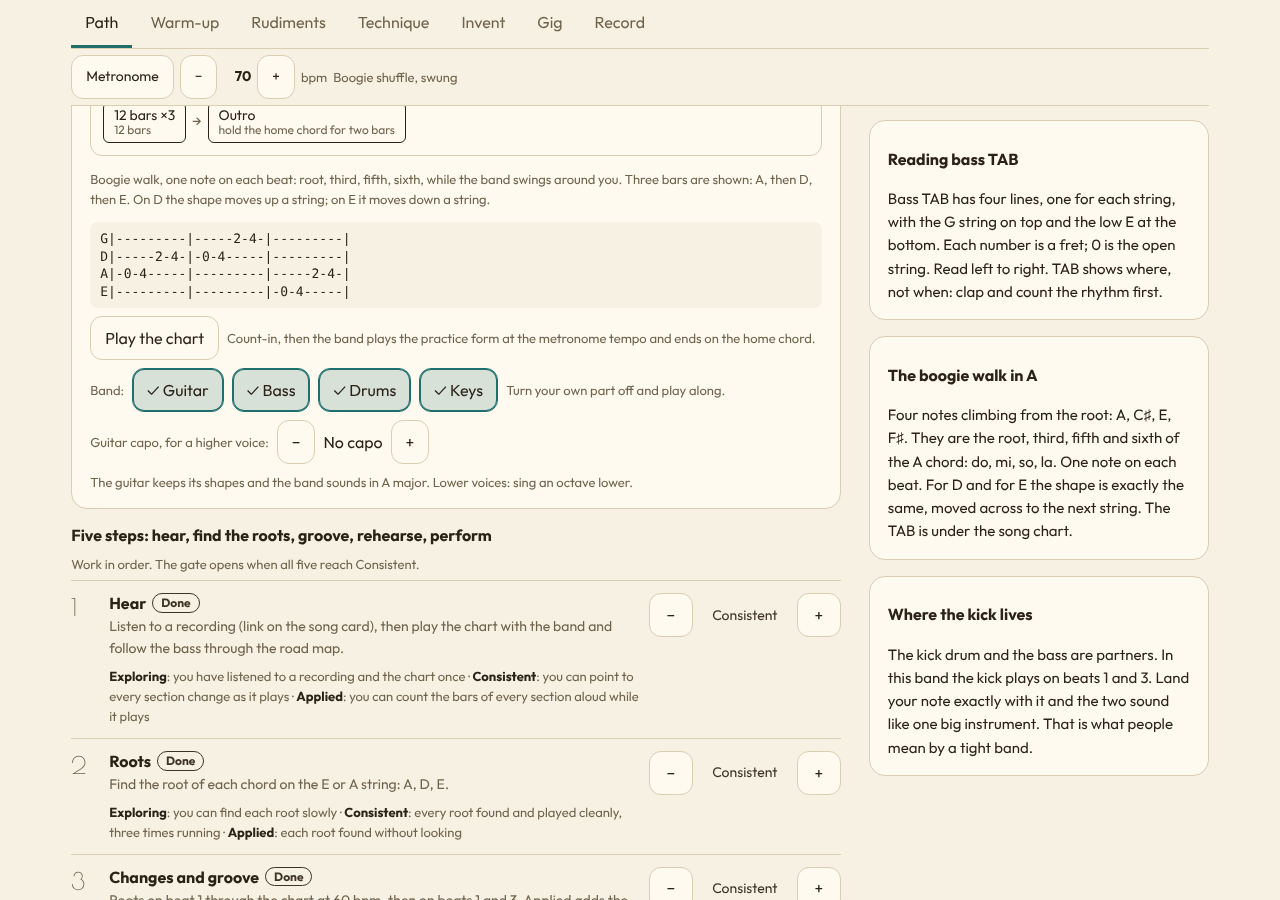 Path Warm-up Rudiments Technique Invent Gig Record
Metronome − 70 + bpm Boogie shuffle, swung
12 bars ×3
12 bars
→
Outro
hold the home chord for two bars
Boogie walk, one note on each beat: root, third, fifth, sixth, while the band swings around you. Three bars are shown: A, then D,
then E. On D the shape moves up a string; on E it moves down a string.
G|---------|-----2-4-|---------|
D|-----2-4-|-0-4-----|---------|
A|-0-4-----|---------|-----2-4-|
E|---------|---------|-0-4-----|
Play the chart Count-in, then the band plays the practice form at the metronome tempo and ends on the home chord.
Band: ✓ Guitar ✓ Bass ✓ Drums ✓ Keys Turn your own part off and play along.
Guitar capo, for a higher voice: − No capo +
The guitar keeps its shapes and the band sounds in A major. Lower voices: sing an octave lower.
Five steps: hear, find the roots, groove, rehearse, perform
Work in order. The gate opens when all five reach Consistent.
1 Hear Done − Consistent +
Listen to a recording (link on the song card), then play the chart with the band and
follow the bass through the road map.
Exploring: you have listened to a recording and the chart once · Consistent: you can point to
every section change as it plays · Applied: you can count the bars of every section aloud while
it plays
2 Roots Done − Consistent +
Find the root of each chord on the E or A string: A, D, E.
Exploring: you can find each root slowly · Consistent: every root found and played cleanly,
three times running · Applied: each root found without looking
3 Changes and groove Done − Consistent +
Roots on beat 1 through the chart at 60 bpm, then on beats 1 and 3. Applied adds the
Reading bass TAB
Bass TAB has four lines, one for each string,
with the G string on top and the low E at the
bottom. Each number is a fret; 0 is the open
string. Read left to right. TAB shows where,
not when: clap and count the rhythm first.
The boogie walk in A
Four notes climbing from the root: A, C♯, E,
F♯. They are the root, third, fifth and sixth of
the A chord: do, mi, so, la. One note on each
beat. For D and for E the shape is exactly the
same, moved across to the next string. The
TAB is under the song chart.
Where the kick lives
The kick drum and the bass are partners. In
this band the kick plays on beats 1 and 3. Land
your note exactly with it and the two sound
like one big instrument. That is what people
mean by a tight band.